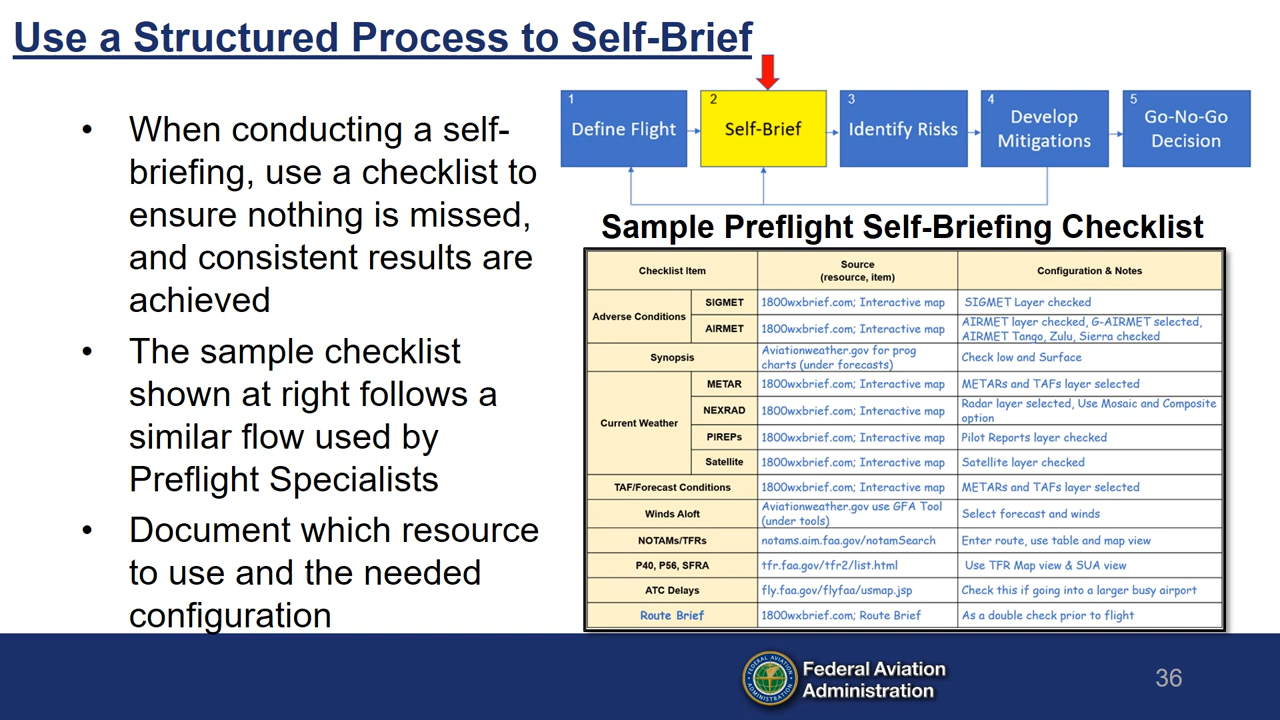 Use a Structured Process to Self-Brief
• When conducting a self-
briefing, use a checklist to
ensure nothing is missed,
and consistent results are
achieved
• The sample checklist
shown at right follows a
similar flow used by
Preflight Specialists
• Document which resource
to use and the needed
configuration
1
Define Flight
2
Self-Brief
3
Identify Risks
4
Develop
Mitigations
5
Go-No-Go
Decision
Sample Preflight Self-Briefing Checklist
Checklist Item
Source
(resource, item)
Configuration & Notes
Adverse Conditions
SIGMET
1800wxbrief.com; Interactive map
SIGMET Layer checked
AIRMET
1800wxbrief.com; Interactive map
AIRMET layer checked, G-AIRMET selected,
AIRMET Tango, Zulu, Sierra checked
Synopsis
Aviationweather.gov for prog
charts (under forecasts)
Check low and Surface
Current Weather
METAR
1800wxbrief.com; Interactive map
METARs and TAFs layer selected
NEXRAD
1800wxbrief.com; Interactive map
Radar layer selected, Use Mosaic and Composite
option
PIREPs
1800wxbrief.com; Interactive map
Pilot Reports layer checked
Satellite
1800wxbrief.com; Interactive map
Satellite layer checked
TAF/Forecast Conditions
1800wxbrief.com; Interactive map
METARs and TAFs layer selected
Winds Aloft
Aviationweather.gov use GFA Tool
(under tools)
Select forecast and winds
NOTAMs/TFRs
notams.aim.faa.gov/notamSearch
Enter route, use table and map view
P40, P56, SFRA
tfr.faa.gov/tfr2/list.html
Use TFR Map view & SUA view
ATC Delays
fly.faa.gov/flyfaa/usmap.jsp
Check this if going into a larger busy airport
Route Brief
1800wxbrief.com; Route Brief
As a double check prior to flight
Federal Aviation
Administration
36